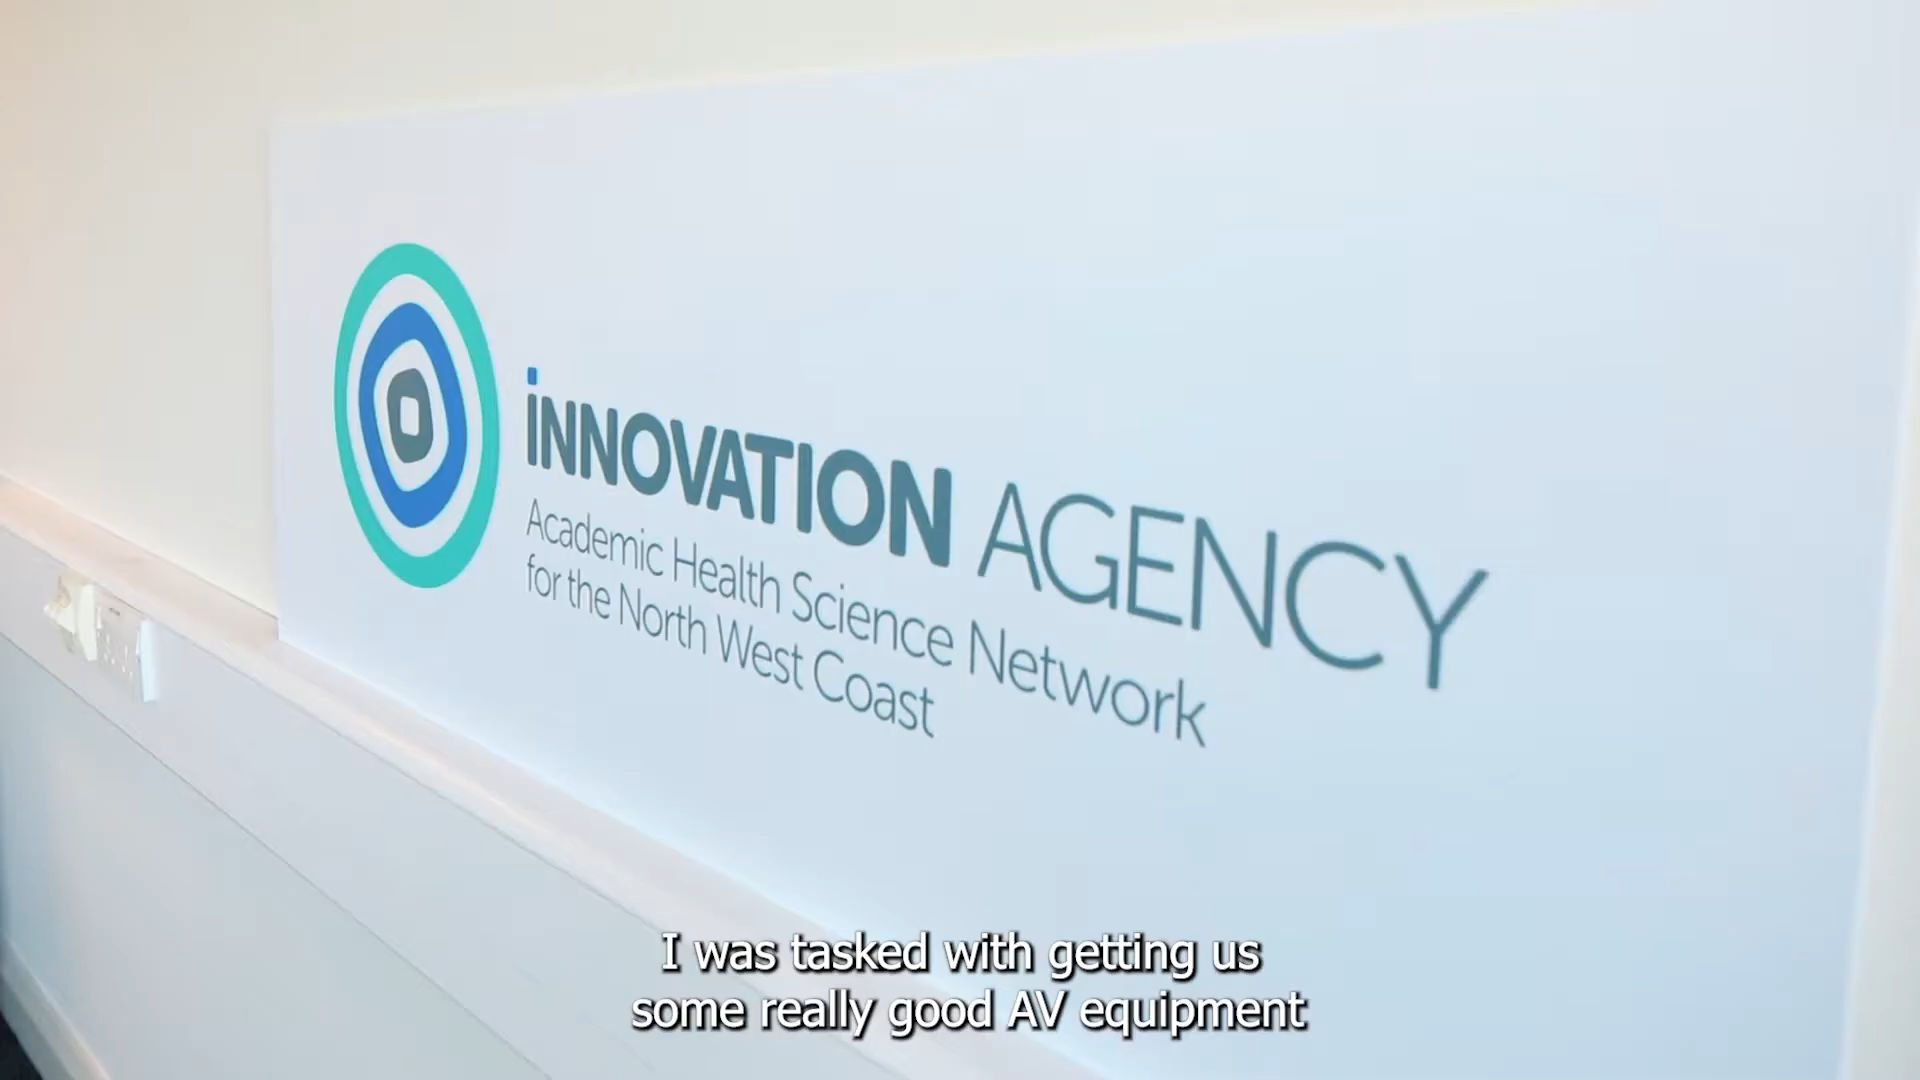 iNNOVATION AGENCY
Academic Health Science Network
for the North West Coast
I was tasked with getting us
some really good AV equipment